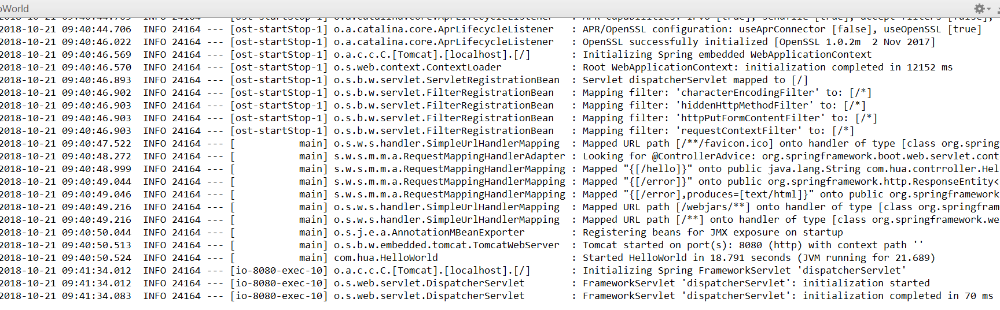 oWorld
2018-10-21 09:40:44.706  INFO 24164 --- [ost-startStop-1] o.a.catalina.core.AprLifecycleListener   : APR/OpenSSL configuration: useAprConnector [false], useOpenSSL [true]
2018-10-21 09:40:46.022  INFO 24164 --- [ost-startStop-1] o.a.catalina.core.AprLifecycleListener   : OpenSSL successfully initialized [OpenSSL 1.0.2m  2 Nov 2017]
2018-10-21 09:40:46.569  INFO 24164 --- [ost-startStop-1] o.a.c.c.C.[Tomcat].[localhost].[/]       : Initializing Spring embedded WebApplicationContext
2018-10-21 09:40:46.570  INFO 24164 --- [ost-startStop-1] o.s.web.context.ContextLoader            : Root WebApplicationContext: initialization completed in 12152 ms
2018-10-21 09:40:46.893  INFO 24164 --- [ost-startStop-1] o.s.b.w.servlet.ServletRegistrationBean  : Servlet dispatcherServlet mapped to [/]
2018-10-21 09:40:46.902  INFO 24164 --- [ost-startStop-1] o.s.b.w.servlet.FilterRegistrationBean   : Mapping filter: 'characterEncodingFilter' to: [/*]
2018-10-21 09:40:46.903  INFO 24164 --- [ost-startStop-1] o.s.b.w.servlet.FilterRegistrationBean   : Mapping filter: 'hiddenHttpMethodFilter' to: [/*]
2018-10-21 09:40:46.903  INFO 24164 --- [ost-startStop-1] o.s.b.w.servlet.FilterRegistrationBean   : Mapping filter: 'httpPutFormContentFilter' to: [/*]
2018-10-21 09:40:46.903  INFO 24164 --- [ost-startStop-1] o.s.b.w.servlet.FilterRegistrationBean   : Mapping filter: 'requestContextFilter' to: [/*]
2018-10-21 09:40:47.522  INFO 24164 --- [           main] o.s.w.s.handler.SimpleUrlHandlerMapping  : Mapped URL path [/**/favicon.ico] onto handler of type [class org.spring
2018-10-21 09:40:48.272  INFO 24164 --- [           main] s.w.s.m.m.a.RequestMappingHandlerAdapter : Looking for @ControllerAdvice: org.springframework.boot.web.servlet.cont
2018-10-21 09:40:48.999  INFO 24164 --- [           main] s.w.s.m.m.a.RequestMappingHandlerMapping : Mapped "{[/hello]}" onto public java.lang.String com.hua.contrroller.Hel
2018-10-21 09:40:49.044  INFO 24164 --- [           main] s.w.s.m.m.a.RequestMappingHandlerMapping : Mapped "{[/error]}" onto public org.springframework.http.ResponseEntity<
2018-10-21 09:40:49.046  INFO 24164 --- [           main] s.w.s.m.m.a.RequestMappingHandlerMapping : Mapped "{[/error],produces=[text/html]}" onto public org.springframework
2018-10-21 09:40:49.216  INFO 24164 --- [           main] o.s.w.s.handler.SimpleUrlHandlerMapping  : Mapped URL path [/webjars/**] onto handler of type [class org.springfram
2018-10-21 09:40:49.216  INFO 24164 --- [           main] o.s.w.s.handler.SimpleUrlHandlerMapping  : Mapped URL path [/**] onto handler of type [class org.springframework.we
2018-10-21 09:40:50.044  INFO 24164 --- [           main] o.s.j.e.a.AnnotationMBeanExporter        : Registering beans for JMX exposure on startup
2018-10-21 09:40:50.513  INFO 24164 --- [           main] o.s.b.w.embedded.tomcat.TomcatWebServer  : Tomcat started on port(s): 8080 (http) with context path ''
2018-10-21 09:40:50.524  INFO 24164 --- [           main] com.hua.HelloWorld                       : Started HelloWorld in 18.791 seconds (JVM running for 21.689)
2018-10-21 09:41:34.012  INFO 24164 --- [io-8080-exec-10] o.a.c.c.C.[Tomcat].[localhost].[/]       : Initializing Spring FrameworkServlet 'dispatcherServlet'
2018-10-21 09:41:34.012  INFO 24164 --- [io-8080-exec-10] o.s.web.servlet.DispatcherServlet        : FrameworkServlet 'dispatcherServlet': initialization started
2018-10-21 09:41:34.083  INFO 24164 --- [io-8080-exec-10] o.s.web.servlet.DispatcherServlet        : FrameworkServlet 'dispatcherServlet': initialization completed in 70 ms